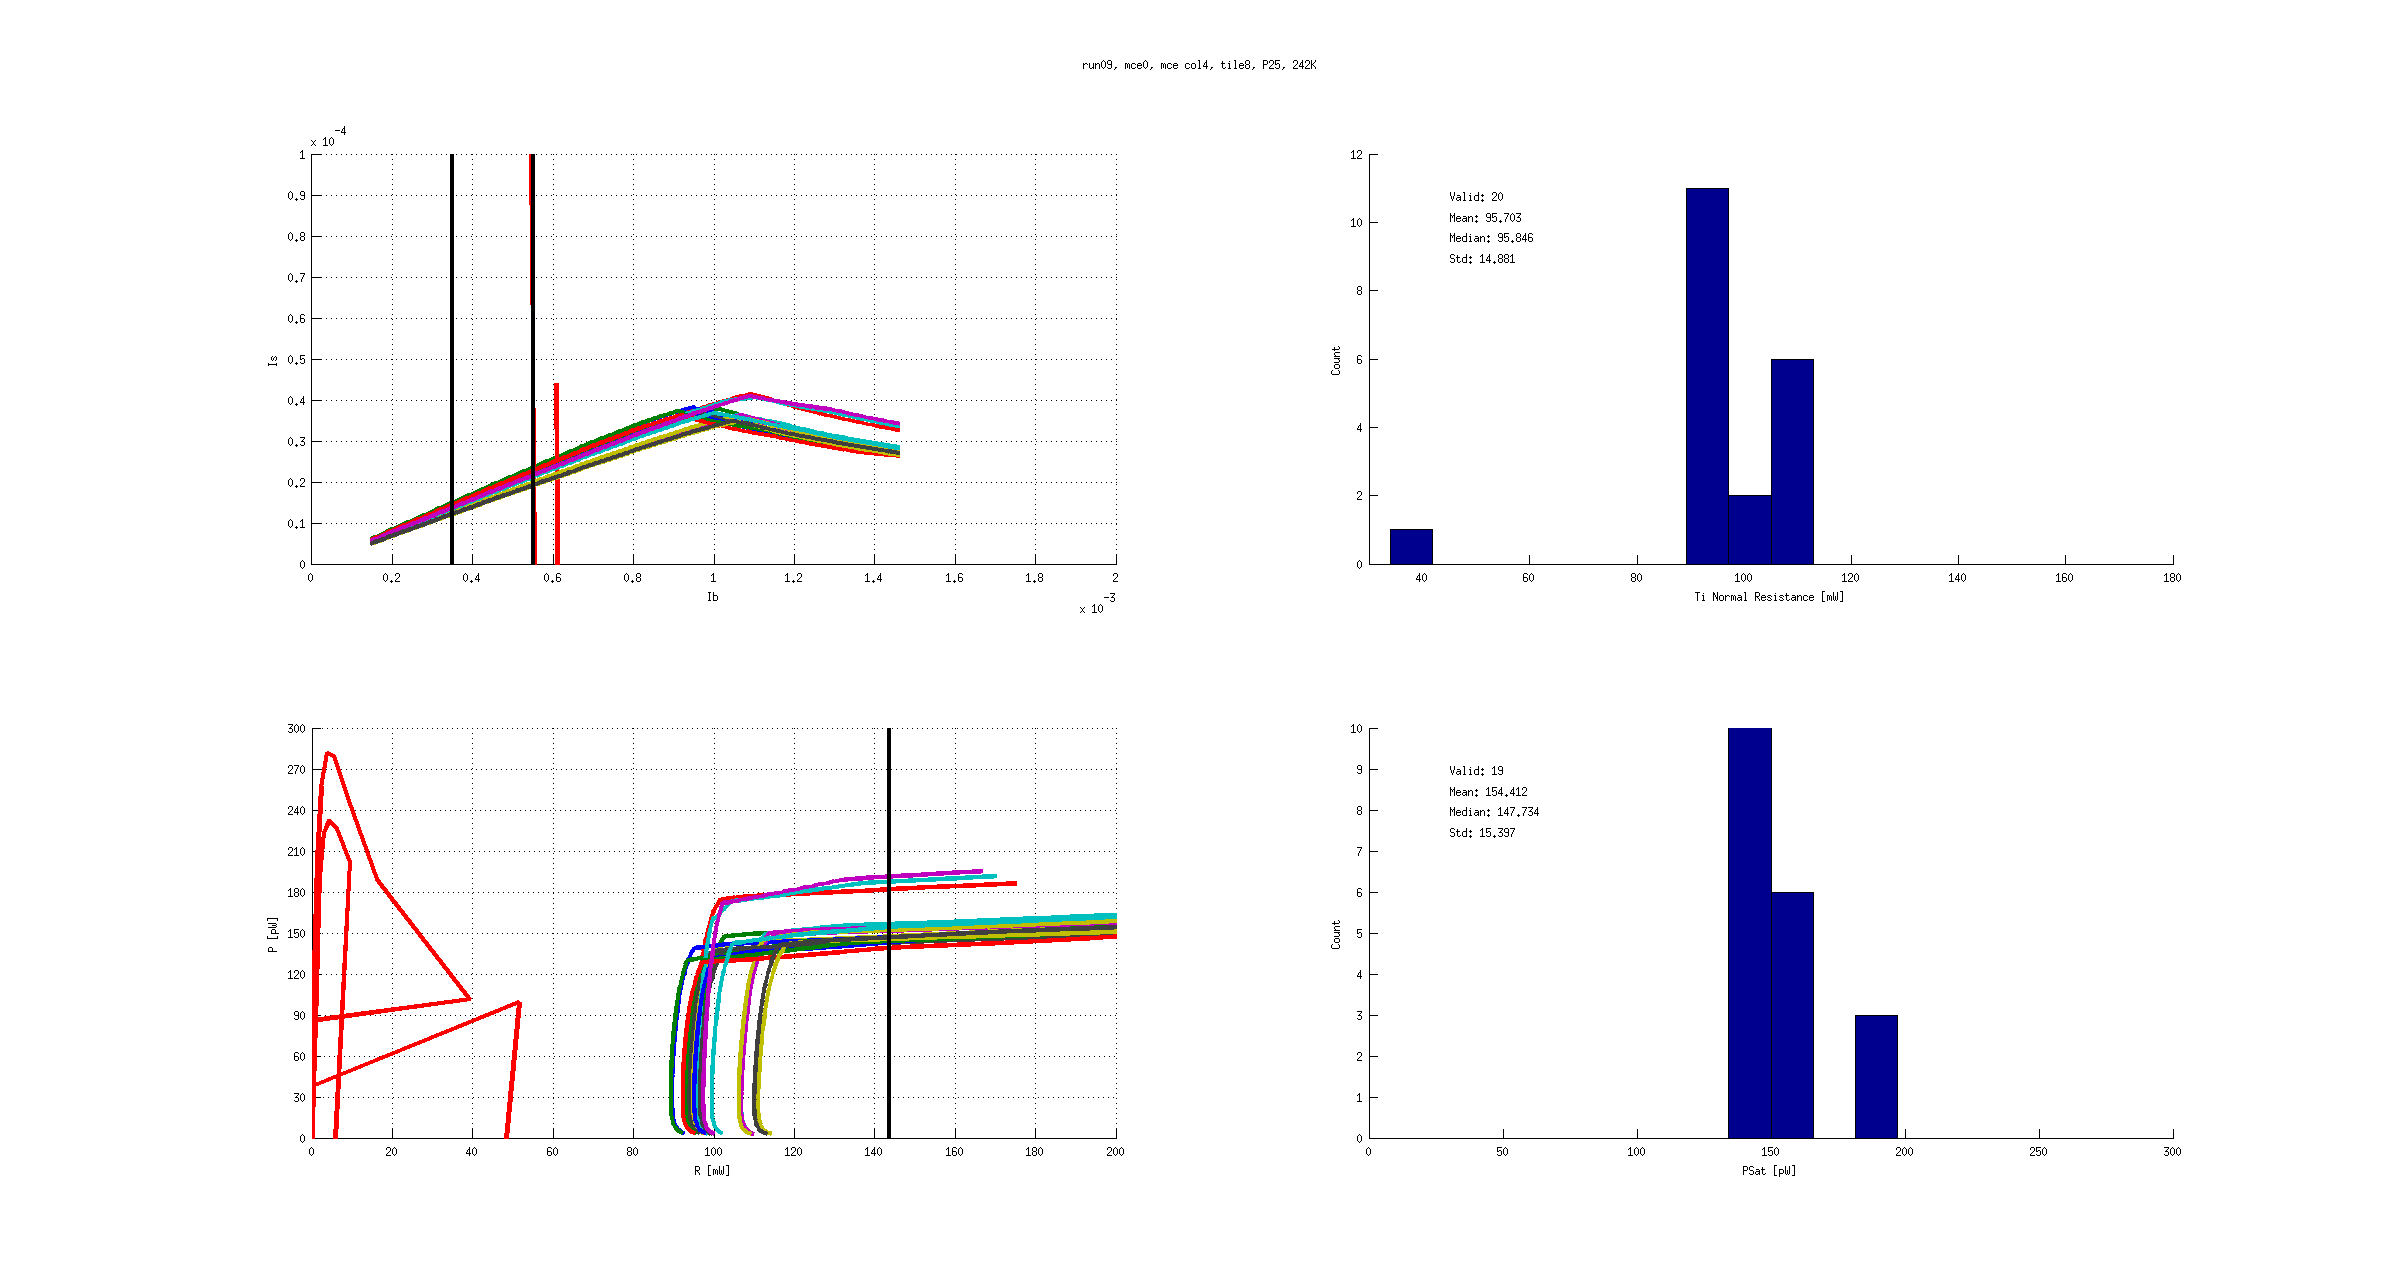 run09, mce0, mce col4, tile8, P25, 242K
x 10^-4
1
0.9
0.8
0.7
0.6
0.5
0.4
0.3
0.2
0.1
0
Is
0 0.2 0.4 0.6 0.8 1 1.2 1.4 1.6 1.8 2
Ib
x 10^-3
12
10
8
6
4
2
0
Count
Valid: 20
Mean: 95.703
Median: 95.846
Std: 14.881
40 60 80 100 120 140 160 180
Ti Normal Resistance [mW]
300
270
240
210
180
150
120
90
60
30
0
P [pW]
0 20 40 60 80 100 120 140 160 180 200
R [mW]
10
9
8
7
6
5
4
3
2
1
0
Count
Valid: 19
Mean: 154.412
Median: 147.734
Std: 15.397
0 50 100 150 200 250 300
PSat [pW]